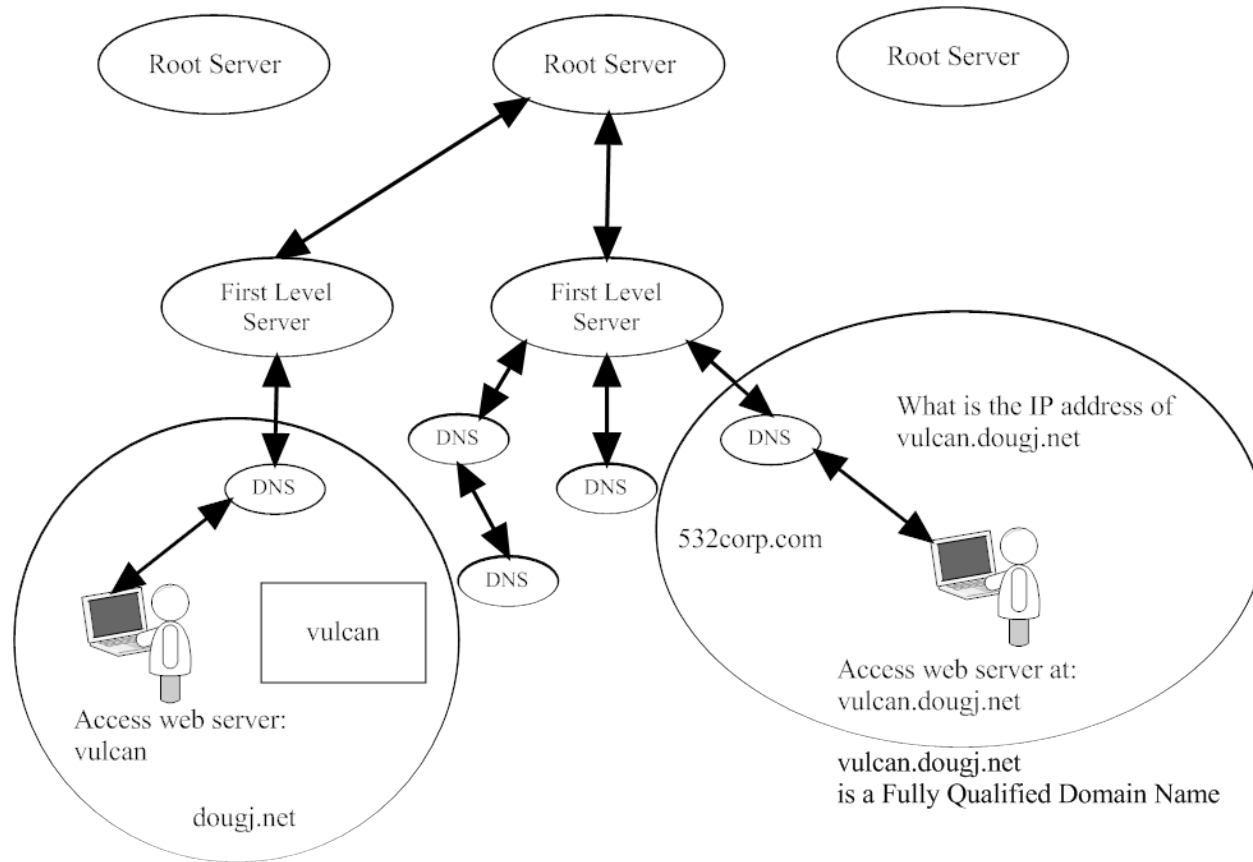 Root Server
Root Server
Root Server
First Level
Server
First Level
Server
What is the IP address of
vulcan.dougj.net
DNS
DNS
DNS
DNS
DNS
532corp.com
vulcan
Access web server:
vulcan
dougj.net
Access web server at:
vulcan.dougj.net
vulcan.dougj.net
is a Fully Qualified Domain Name